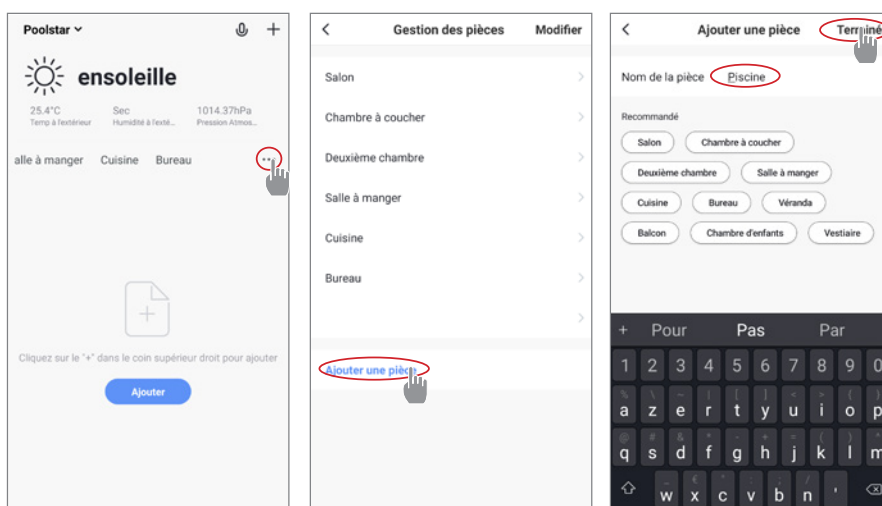 Poolstar
ensoleille
25.4°C Sec 1014.37hPa
Temp à l'extérieur Humidité à l'exté... Pression Atmos...
alle à manger Cuisine Bureau ...
Cliquez sur le "+" dans le coin supérieur droit pour ajouter
Ajouter
Gestion des pièces Modifier
Salon
Chambre à coucher
Deuxième chambre
Salle à manger
Cuisine
Bureau
Ajouter une pièce
Ajouter une pièce Terminé
Nom de la pièce Piscine
Recommandé
Salon Chambre à coucher
Deuxième chambre Salle à manger
Cuisine Bureau Véranda
Balcon Chambre d'enfants Vestiaire
+ Pour Pas Par
1 2 3 4 5 6 7 8 9 0
a z e r t y u i o p
q s d f g h j k l m
w x c v b n '